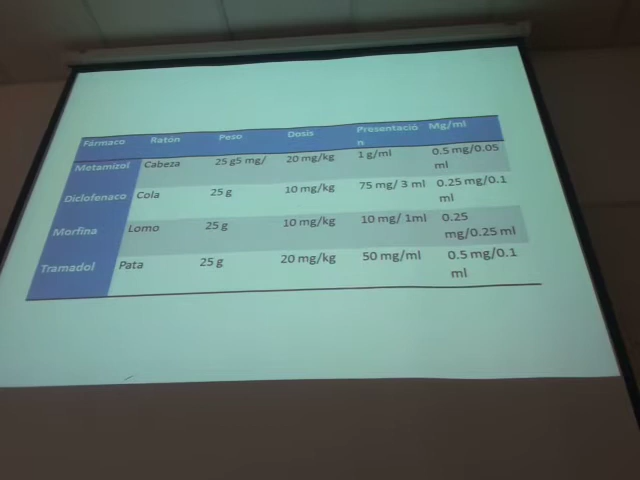 Fármaco Ratón Peso Dosis Presentació Mg/ml
n
Metamizol Cabeza 25 g5 mg/ 20 mg/kg 1 g/ml 0.5 mg/0.05
ml
Diclofenaco Cola 25 g 10 mg/kg 75 mg/ 3 ml 0.25 mg/0.1
ml
Morfina Lomo 25 g 10 mg/kg 10 mg/ 1ml 0.25
mg/0.25 ml
Tramadol Pata 25 g 20 mg/kg 50 mg/ml 0.5 mg/0.1
ml